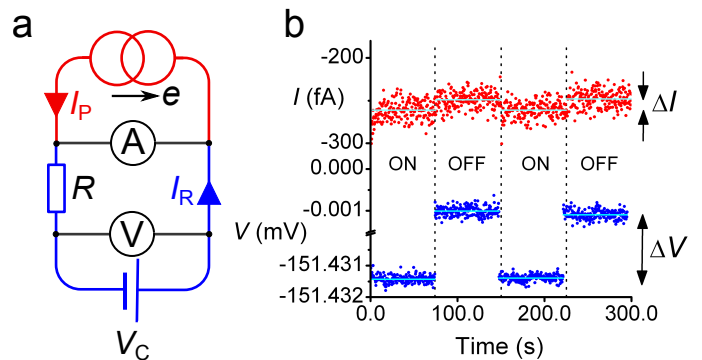 a
e
I_P
A
R
I_R
V
V_C
b
-200
I (fA)
ΔI
-300
0.000
ON
OFF
ON
OFF
-0.001
V (mV)
ΔV
-151.431
-151.432
0.0
100.0
200.0
300.0
Time (s)